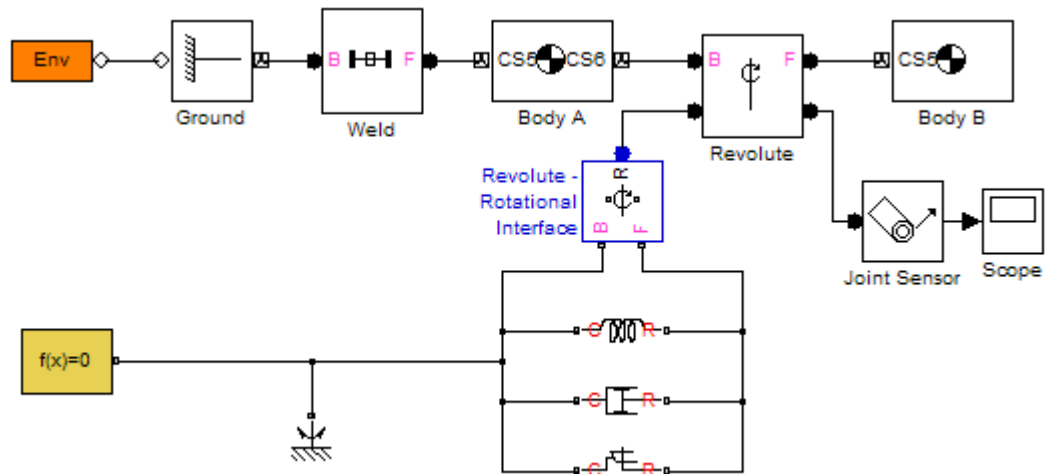 Env
Ground
B F
Weld
CS5 CS6
Body A
B F
Revolute
CS5
Body B
Revolute -
Rotational
Interface
R
B F
Joint Sensor
Scope
f(x)=0
C R
C R
C R